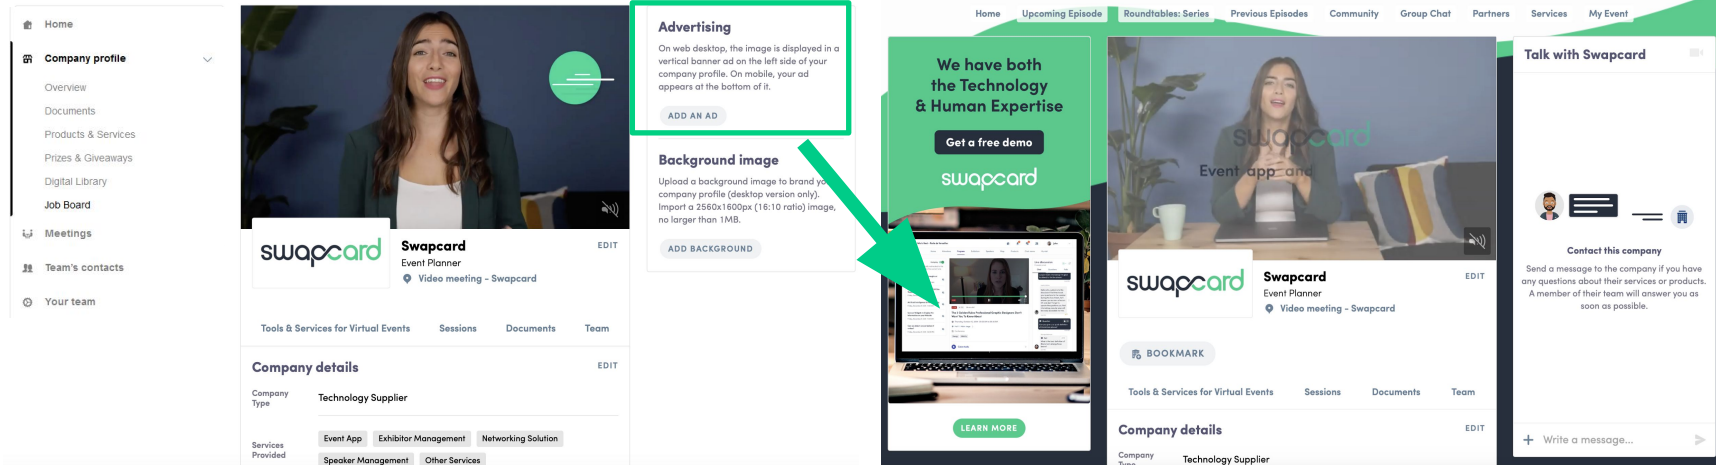 Home
Company profile
Overview
Documents
Products & Services
Prizes & Giveaways
Digital Library
Job Board
Meetings
Team's contacts
Your team
swapcard
Swapcard
EDIT
Event Planner
Video meeting - Swapcard
Tools & Services for Virtual Events
Sessions
Documents
Team
Company details
EDIT
Company
Type
Technology Supplier
Services
Provided
Event App
Exhibitor Management
Networking Solution
Speaker Management
Other Services
Advertising
On web desktop, the image is displayed in a
vertical banner ad on the left side of your
company profile. On mobile, your ad
appears at the bottom of it.
ADD AN AD
Background image
Upload a background image to brand yo
company profile (desktop version only).
Import a 2560x1600px (16:10 ratio) image,
no larger than 1MB.
ADD BACKGROUND
Home
Upcoming Episode
Roundtables: Series
Previous Episodes
Community
Group Chat
Partners
Services
My Event
We have both
the Technology
& Human Expertise
Get a free demo
swapcard
LEARN MORE
swapcard
Event app and
swapcard
Swapcard
EDIT
Event Planner
Video meeting - Swapcard
BOOKMARK
Tools & Services for Virtual Events
Sessions
Documents
Team
Company details
EDIT
Company
Type
Technology Supplier
Talk with Swapcard
Contact this company
Send a message to the company if you have
any questions about their services or products.
A member of their team will answer you as
soon as possible.
Write a message...